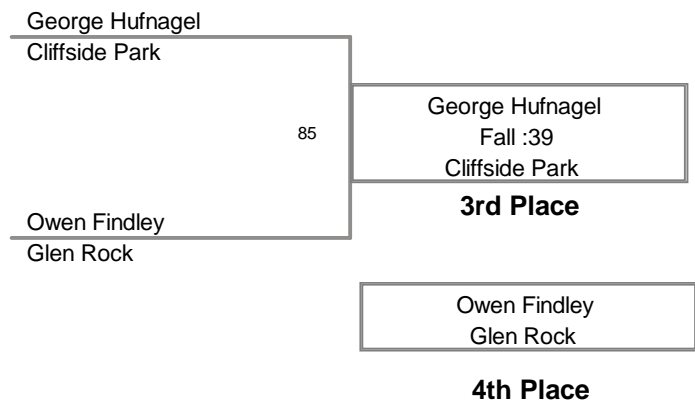 George Hufnagel
Cliffside Park
85
George Hufnagel
Fall :39
Cliffside Park
3rd Place
Owen Findley
Glen Rock
Owen Findley
Glen Rock
4th Place